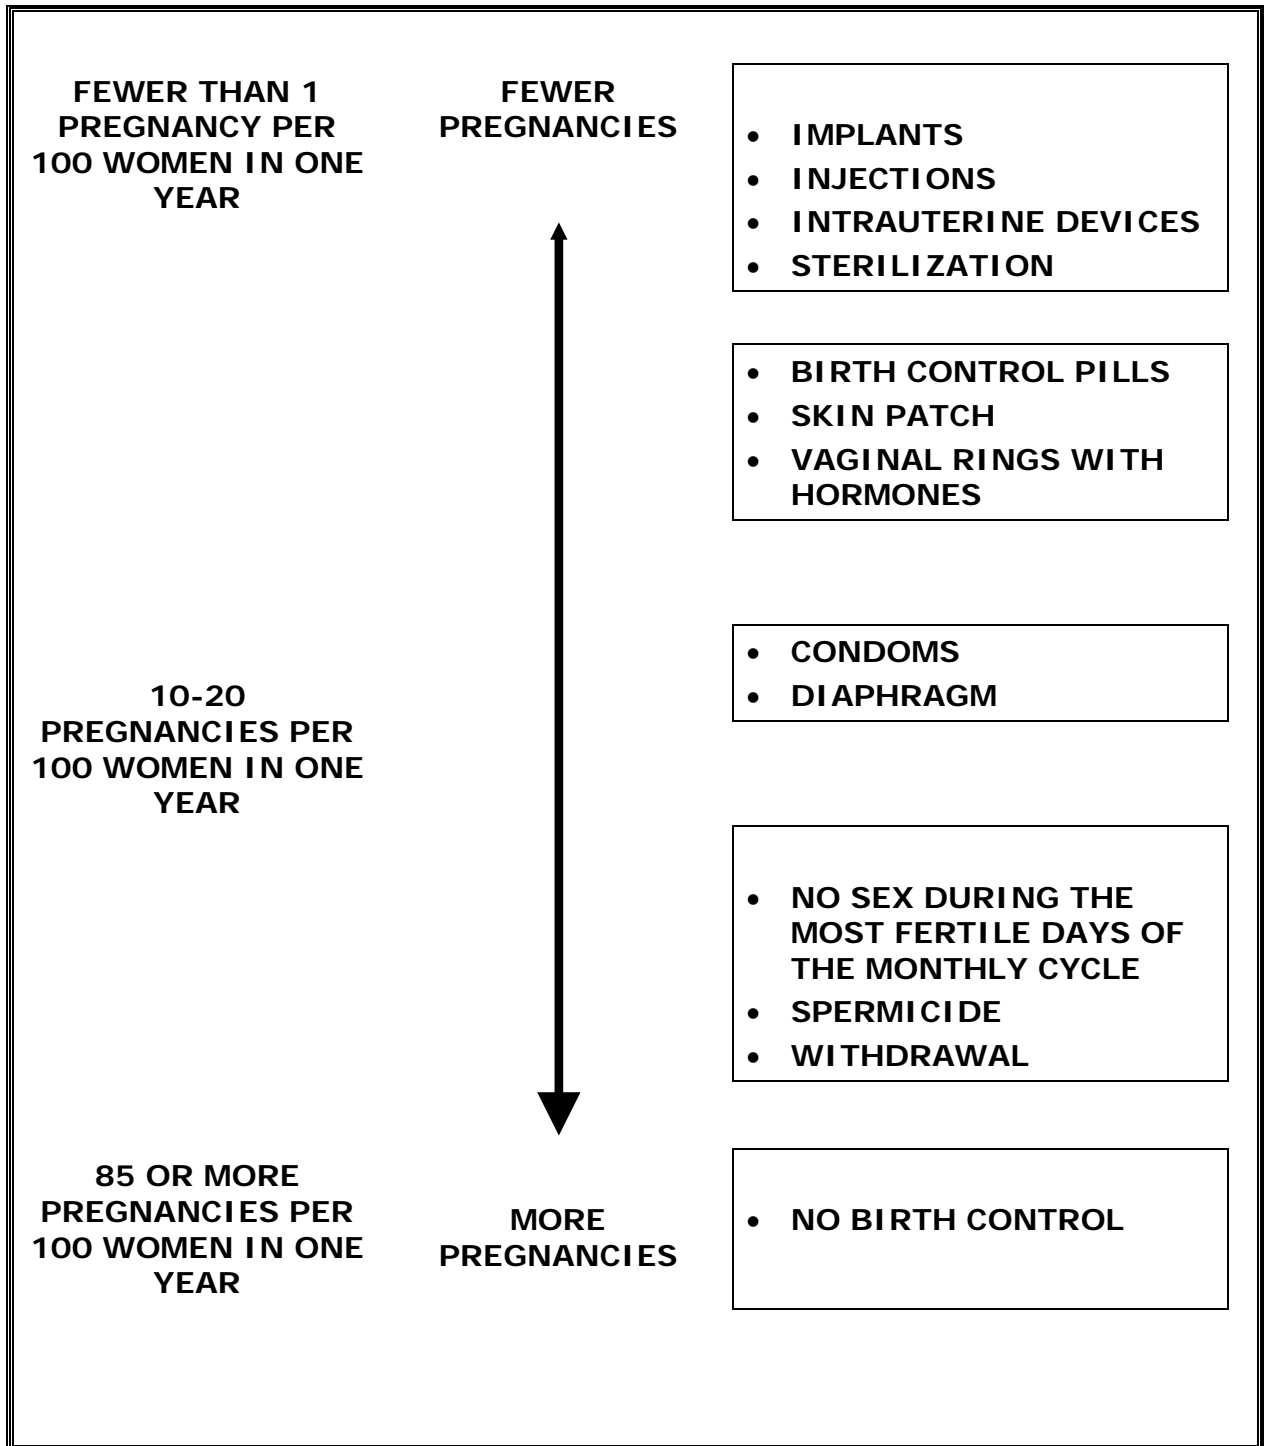 FEWER THAN 1
PREGNANCY PER
100 WOMEN IN ONE
YEAR
FEWER
PREGNANCIES
• IMPLANTS
• INJECTIONS
• INTRAUTERINE DEVICES
• STERILIZATION
• BIRTH CONTROL PILLS
• SKIN PATCH
• VAGINAL RINGS WITH
HORMONES
• CONDOMS
• DIAPHRAGM
10-20
PREGNANCIES PER
100 WOMEN IN ONE
YEAR
• NO SEX DURING THE
MOST FERTILE DAYS OF
THE MONTHLY CYCLE
• SPERMICIDE
• WITHDRAWAL
85 OR MORE
PREGNANCIES PER
100 WOMEN IN ONE
YEAR
MORE
PREGNANCIES
• NO BIRTH CONTROL